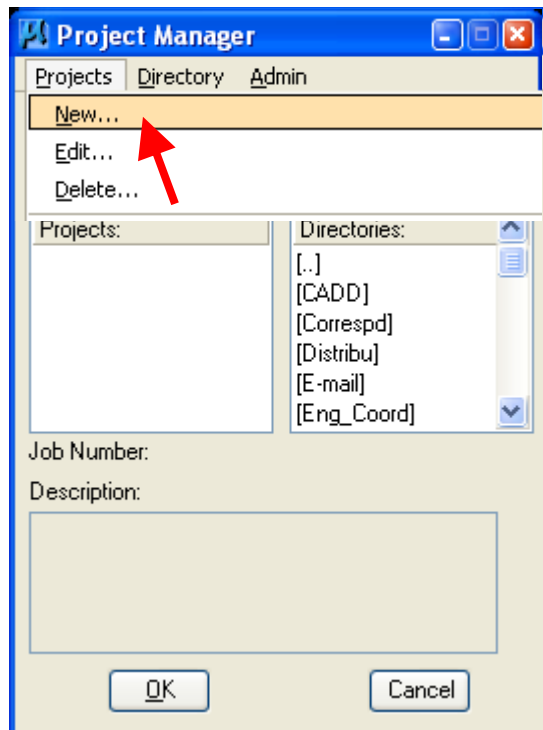 Project Manager
Projects Directory Admin
New...
Edit...
Delete...
Projects: Directories:
[..]
[CADD]
[Correspd]
[Distribu]
[E-mail]
[Eng_Coord]
Job Number:
Description:
OK Cancel